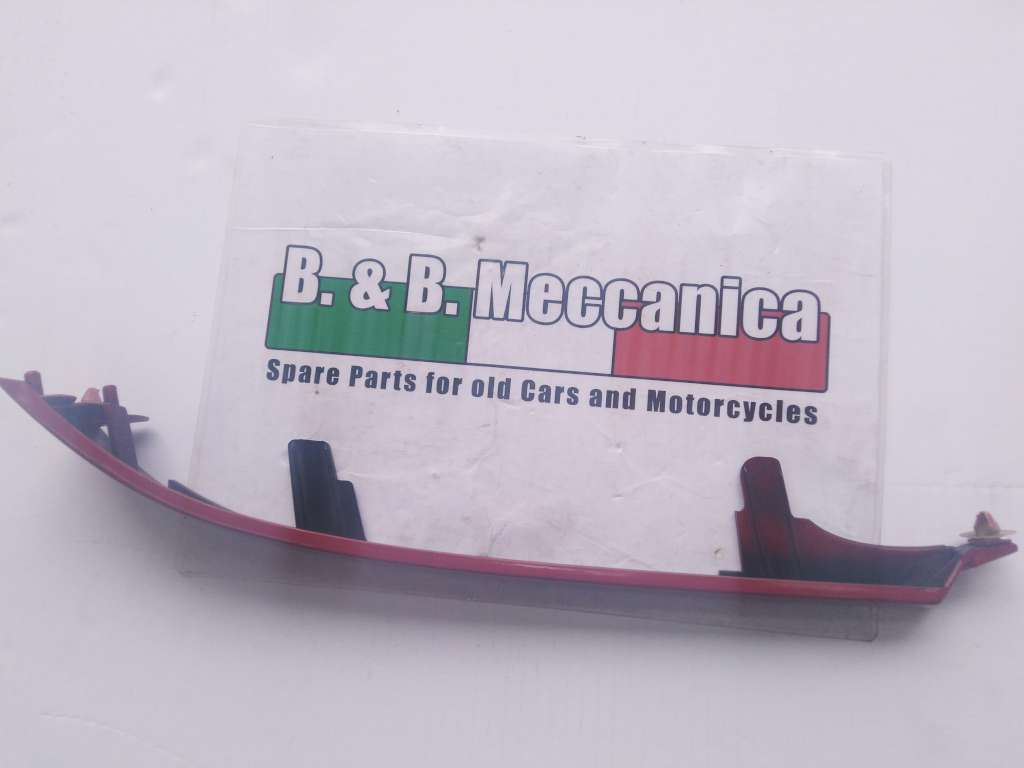 B. & B. Meccanica
Spare Parts for old Cars and Motorcycles